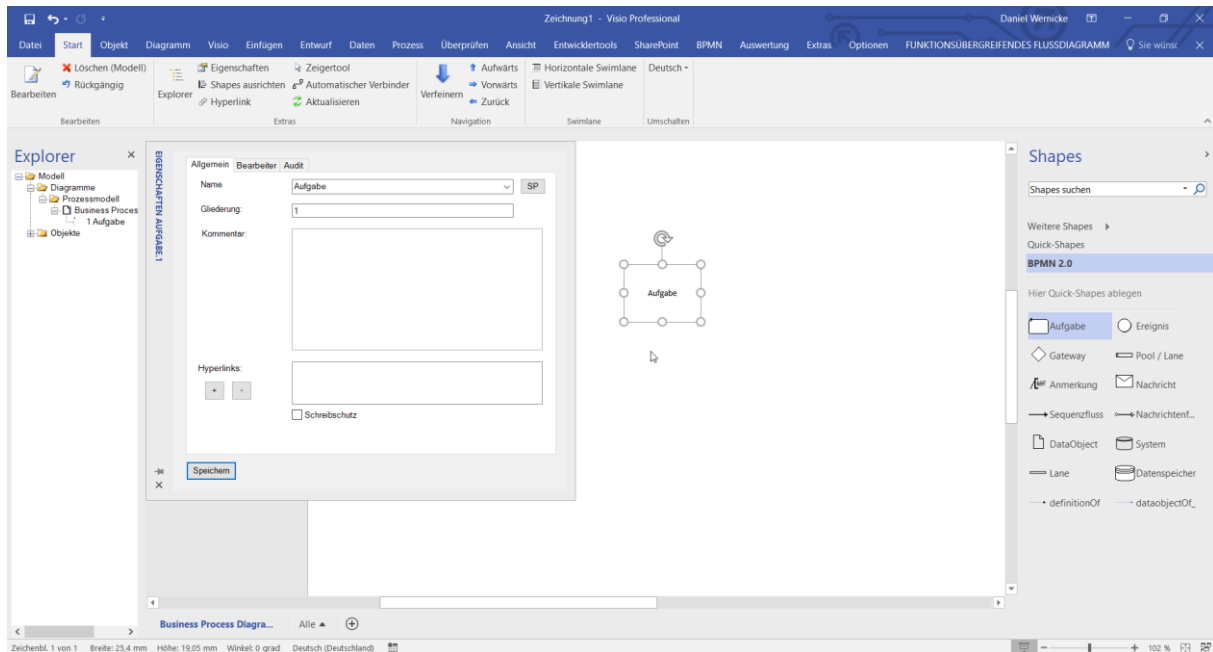 Zeichnung1 - Visio Professional
Daniel Wernicke
Datei Start Objekt Diagramm Visio Einfügen Entwurf Daten Prozess Überprüfen Ansicht Entwicklertools SharePoint BPMN Auswertung Extras Optionen FUNKTIONSÜBERGREIFENDES FLUSSDIAGRAMM Sie wünsc
Bearbeiten
Löschen (Modell)
Rückgängig
Bearbeiten
Explorer
Eigenschaften
Shapes ausrichten
Hyperlink
Zeigertool
Automatischer Verbinder
Aktualisieren
Extras
Verfeinern
Aufwärts
Vorwärts
Zurück
Navigation
Horizontale Swimlane
Vertikale Swimlane
Swimlane
Deutsch
Umschalten
Explorer
Modell
Diagramme
Prozessmodell
Business Proces
1 Aufgabe
Objekte
EIGENSCHAFTEN AUFGABE.1
Allgemein Bearbeiter Audit
Name
Aufgabe
SP
Gliederung:
1
Kommentar:
Hyperlinks:
+ -
Schreibschutz
Speichern
Aufgabe
Shapes
Shapes suchen
Weitere Shapes
Quick-Shapes
BPMN 2.0
Hier Quick-Shapes ablegen
Aufgabe Ereignis
Gateway Pool / Lane
Anmerkung Nachricht
Sequenzfluss Nachrichtenf...
DataObject System
Lane Datenspeicher
definitionOf dataobjectOf_
Business Process Diagra... Alle
Zeichenbl. 1 von 1 Breite: 25,4 mm Höhe: 19,05 mm Winkel: 0 grad Deutsch (Deutschland)
102 %